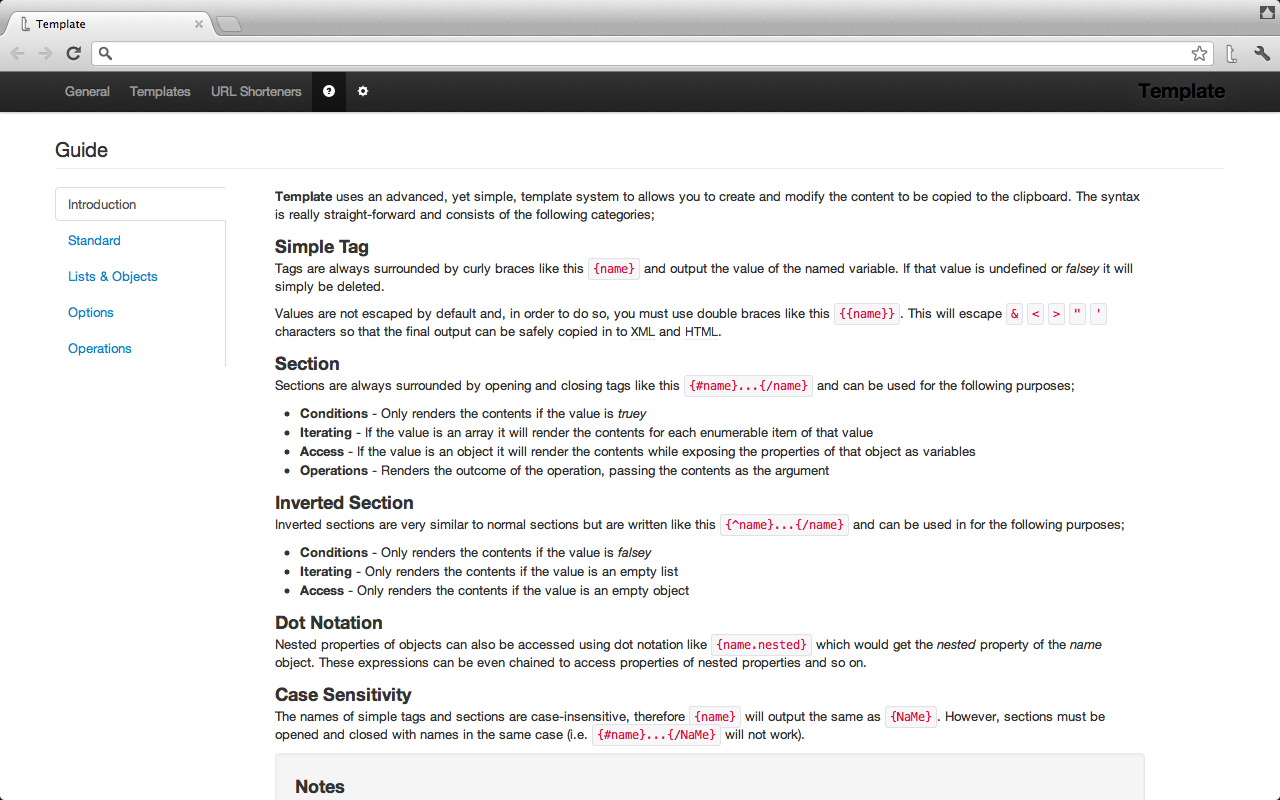 Template
General Templates URL Shorteners Template
Guide
Introduction
Standard
Lists & Objects
Options
Operations
Template uses an advanced, yet simple, template system to allows you to create and modify the content to be copied to the clipboard. The syntax
is really straight-forward and consists of the following categories;
Simple Tag
Tags are always surrounded by curly braces like this {name} and output the value of the named variable. If that value is undefined or falsey it will
simply be deleted.
Values are not escaped by default and, in order to do so, you must use double braces like this {{name}}. This will escape & < > " '
characters so that the final output can be safely copied in to XML and HTML.
Section
Sections are always surrounded by opening and closing tags like this {#name}...{/name} and can be used for the following purposes;
• Conditions - Only renders the contents if the value is truey
• Iterating - If the value is an array it will render the contents for each enumerable item of that value
• Access - If the value is an object it will render the contents while exposing the properties of that object as variables
• Operations - Renders the outcome of the operation, passing the contents as the argument
Inverted Section
Inverted sections are very similar to normal sections but are written like this {^name}...{/name} and can be used in for the following purposes;
• Conditions - Only renders the contents if the value is falsey
• Iterating - Only renders the contents if the value is an empty list
• Access - Only renders the contents if the value is an empty object
Dot Notation
Nested properties of objects can also be accessed using dot notation like {name.nested} which would get the nested property of the name
object. These expressions can be even chained to access properties of nested properties and so on.
Case Sensitivity
The names of simple tags and sections are case-insensitive, therefore {name} will output the same as {NaMe}. However, sections must be
opened and closed with names in the same case (i.e. {#name}...{/NaMe} will not work).
Notes